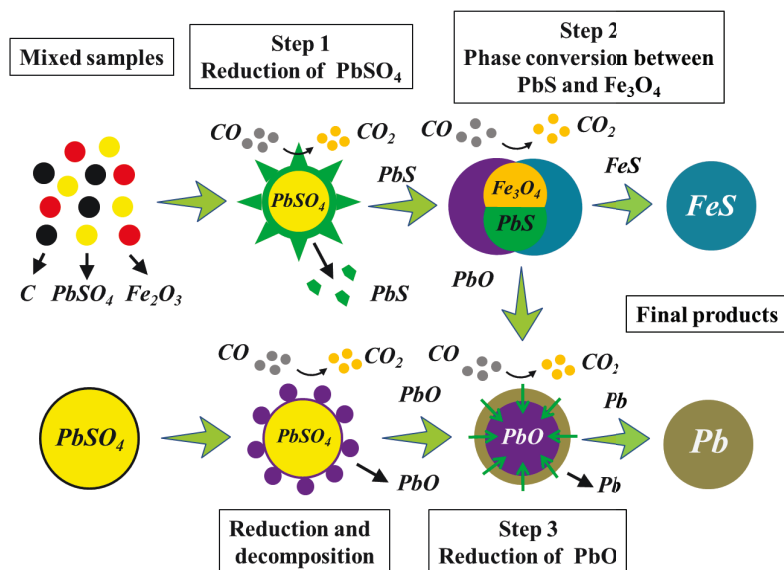 Mixed samples
Step 1
Reduction of PbSO₄
Step 2
Phase conversion between
PbS and Fe₃O₄
CO
CO₂
CO
CO₂
PbSO₄
PbS
Fe₃O₄
PbS
FeS
FeS
C
PbSO₄
Fe₂O₃
PbS
PbO
Final products
CO
CO₂
CO
CO₂
PbSO₄
PbSO₄
PbO
PbO
PbO
Pb
Pb
Pb
Reduction and
decomposition
Step 3
Reduction of PbO